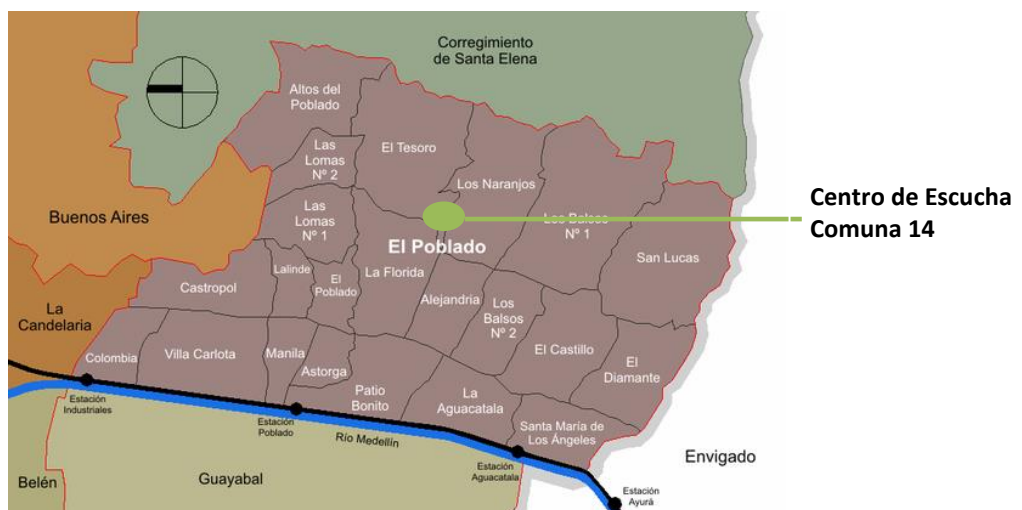 Corregimiento
de Santa Elena
Altos del
Poblado
Las
Lomas
Nº 2
El Tesoro
Los Naranjos
Buenos Aires
Las
Lomas
Nº 1
Los Balsos
Nº 1
Centro de Escucha
Comuna 14
El Poblado
San Lucas
Lalinde
El
Poblado
La Florida
Castropol
Alejandria
Los
Balsos
Nº 2
La
Candelaria
Colombia
Villa Carlota
Manila
Astorga
El Castillo
El
Diamante
Patio
Bonito
La
Aguacatala
Santa María de
Los Ángeles
Estación
Industriales
Estación
Poblado
Río Medellín
Estación
Aguacatala
Envigado
Belén
Guayabal
Estación
Ayurá